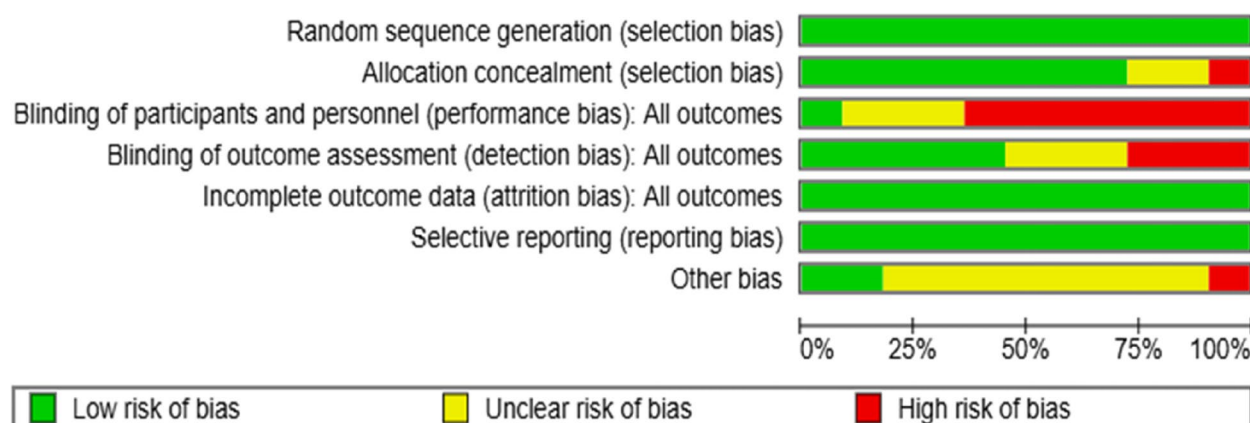 Random sequence generation (selection bias)
Allocation concealment (selection bias)
Blinding of participants and personnel (performance bias): All outcomes
Blinding of outcome assessment (detection bias): All outcomes
Incomplete outcome data (attrition bias): All outcomes
Selective reporting (reporting bias)
Other bias
0% 25% 50% 75% 100%
Low risk of bias Unclear risk of bias High risk of bias